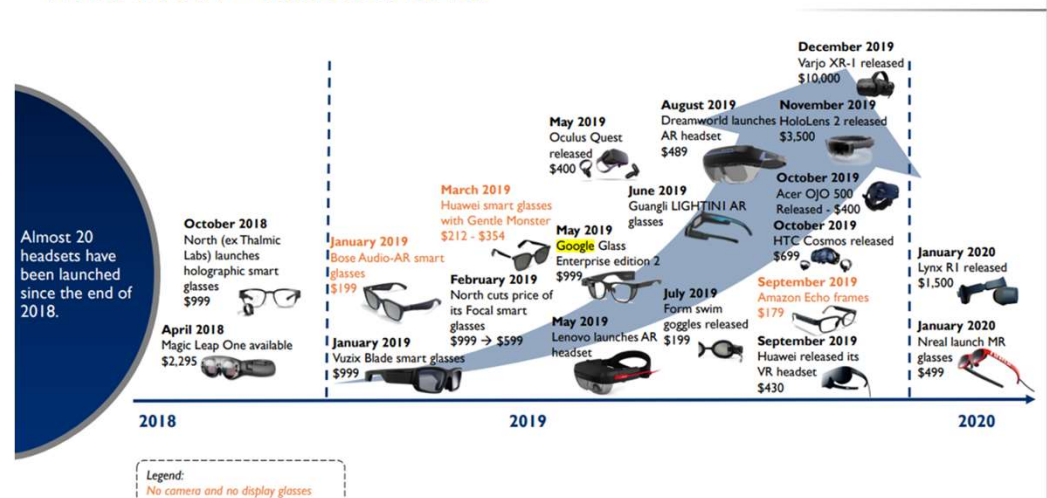 Almost 20
headsets have
been launched
since the end of
2018.
April 2018
Magic Leap One available
$2,295
October 2018
North (ex Thalmic
Labs) launches
holographic smart
glasses
$999
January 2019
Bose Audio-AR smart
glasses
$199
January 2019
Vuzix Blade smart glasses
$999
February 2019
North cuts price of
its Focal smart
glasses
$999 → $599
March 2019
Huawei smart glasses
with Gentle Monster
$212 - $354
May 2019
Oculus Quest
released
$400
May 2019
Google Glass
Enterprise edition 2
$999
May 2019
Lenovo launches AR
headset
June 2019
Guangli LIGHTIN1 AR
glasses
July 2019
Form swim
goggles released
$199
August 2019
Dreamworld launches
AR headset
$489
September 2019
Amazon Echo frames
$179
September 2019
Huawei released its
VR headset
$430
October 2019
Acer OJO 500
Released - $400
October 2019
HTC Cosmos released
$699
November 2019
HoloLens 2 released
$3,500
December 2019
Varjo XR-1 released
$10,000
January 2020
Lynx R1 released
$1,500
January 2020
Nreal launch MR
glasses
$499
2018
2019
2020
Legend:
No camera and no display glasses